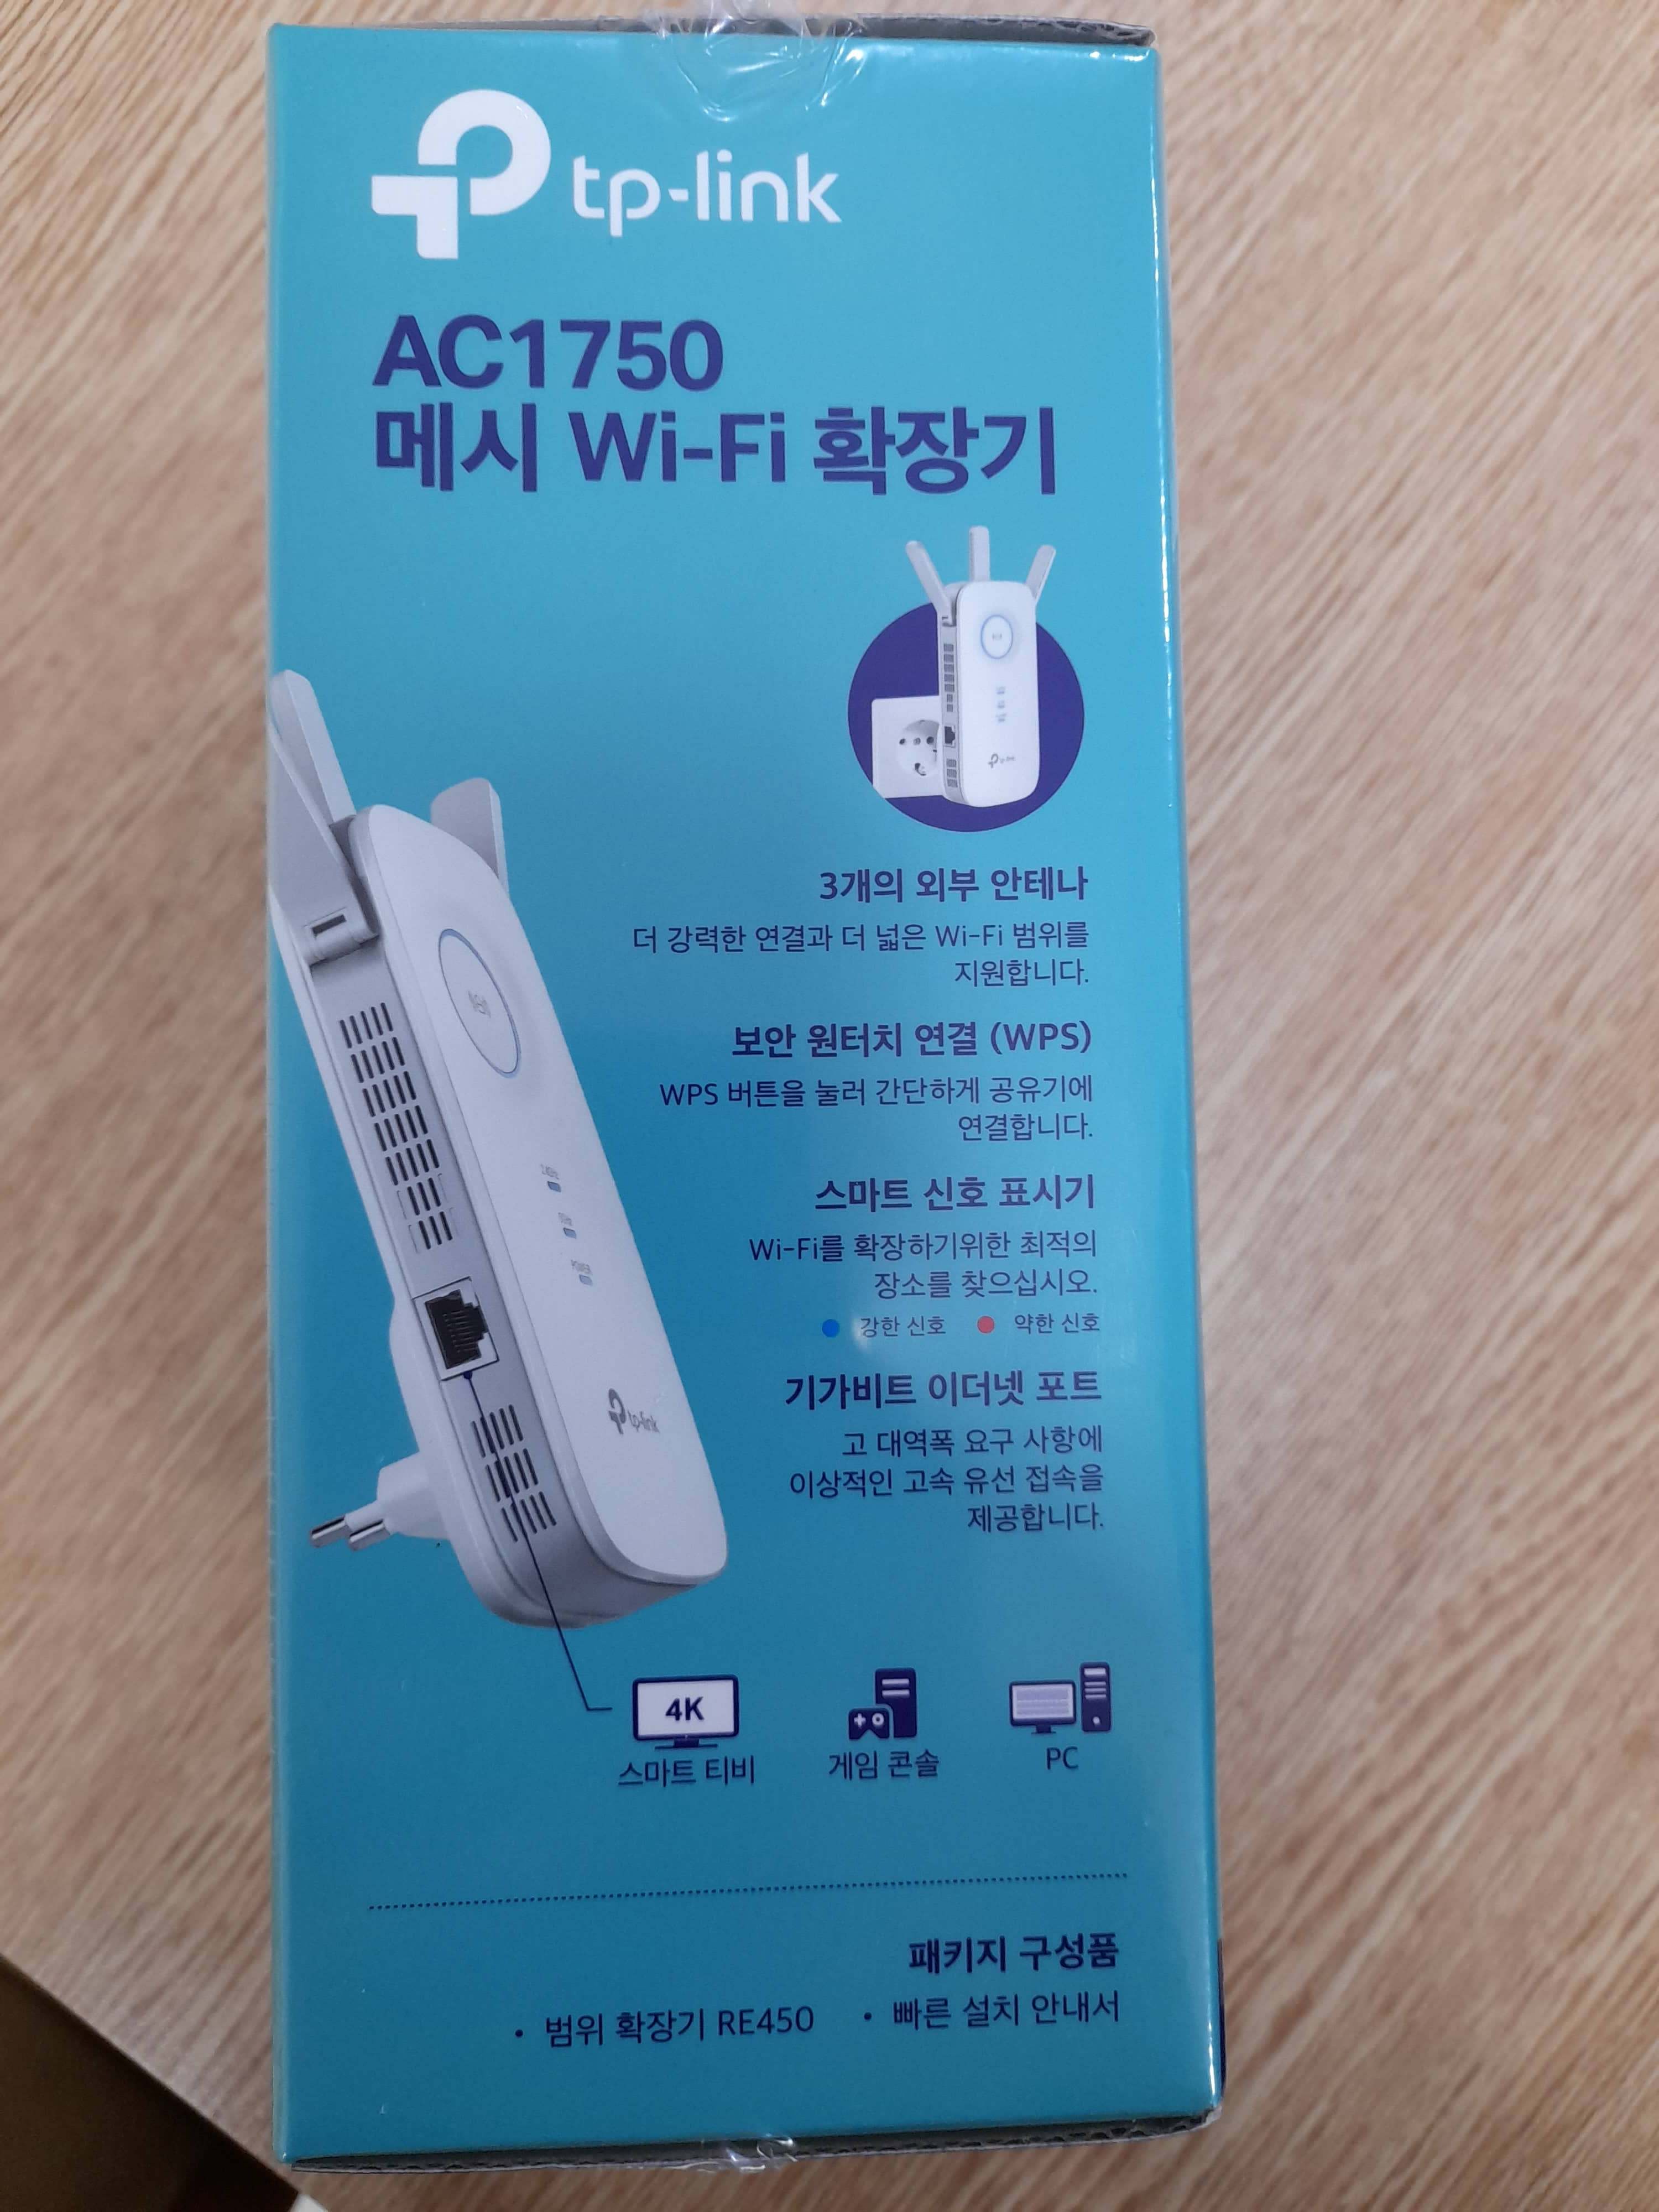 tp-link
AC1750
메시 Wi-Fi 확장기
3개의 외부 안테나
더 강력한 연결과 더 넓은 Wi-Fi 범위를
지원합니다.
보안 원터치 연결 (WPS)
WPS 버튼을 눌러 간단하게 공유기에
연결합니다.
스마트 신호 표시기
Wi-Fi를 확장하기위한 최적의
장소를 찾으십시오.
강한 신호 약한 신호
기가비트 이더넷 포트
고 대역폭 요구 사항에
이상적인 고속 유선 접속을
제공합니다.
2.4GHz
5GHz
POWER
tp-link
4K
스마트 티비 게임 콘솔 PC
패키지 구성품
• 범위 확장기 RE450 • 빠른 설치 안내서